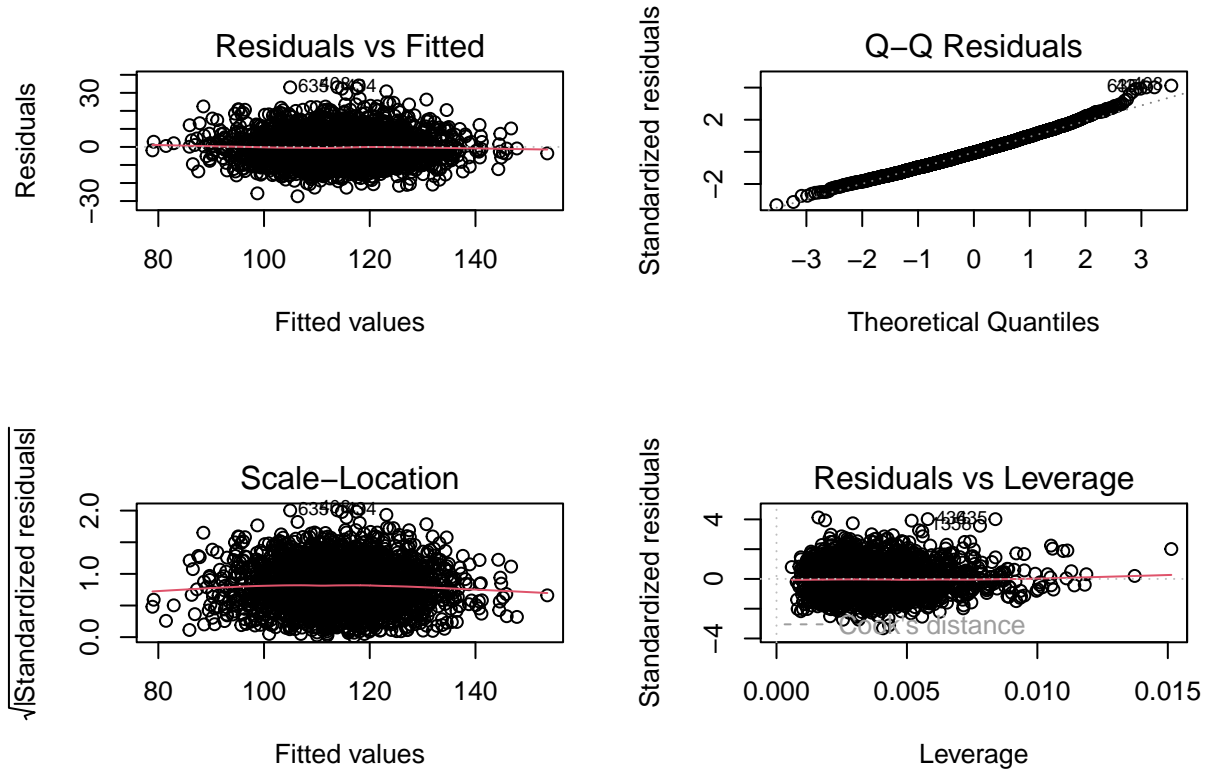 Residuals vs Fitted
Residuals
30
0
−30
80 100 120 140
Fitted values
Q−Q Residuals
Standardized residuals
2
−2
−3 −2 −1 0 1 2 3
Theoretical Quantiles
Scale−Location
√|Standardized residuals|
2.0
1.0
0.0
80 100 120 140
Fitted values
Residuals vs Leverage
Standardized residuals
4
0
−4
Cook's distance
0.000 0.005 0.010 0.015
Leverage